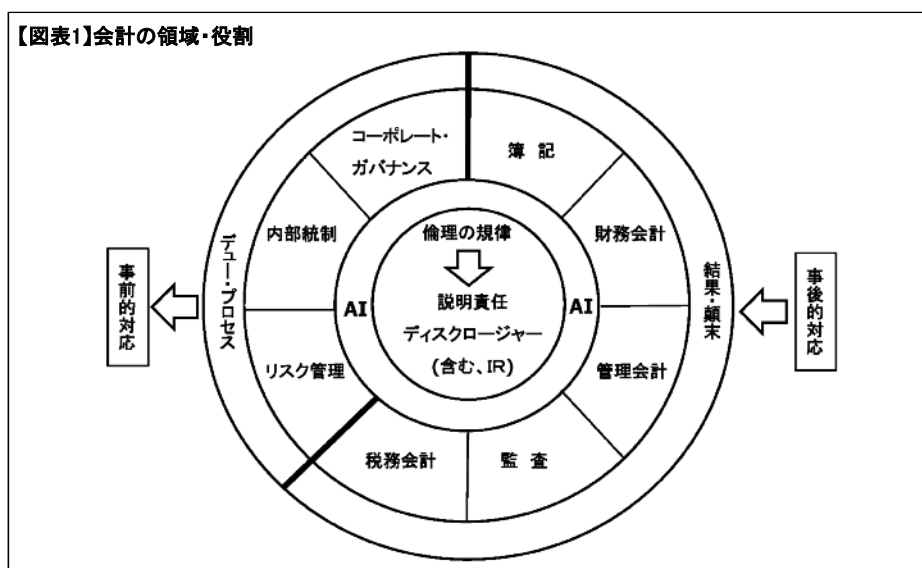 【図表1】会計の領域・役割
コーポレート・
ガバナンス
簿 記
内部統制
財務会計
リスク管理
管理会計
税務会計
監 査
倫理の規律
説明責任
ディスクロージャー
(含む、IR)
AI
AI
デュー・プロセス
結果・顛末
事前的対応
事後的対応